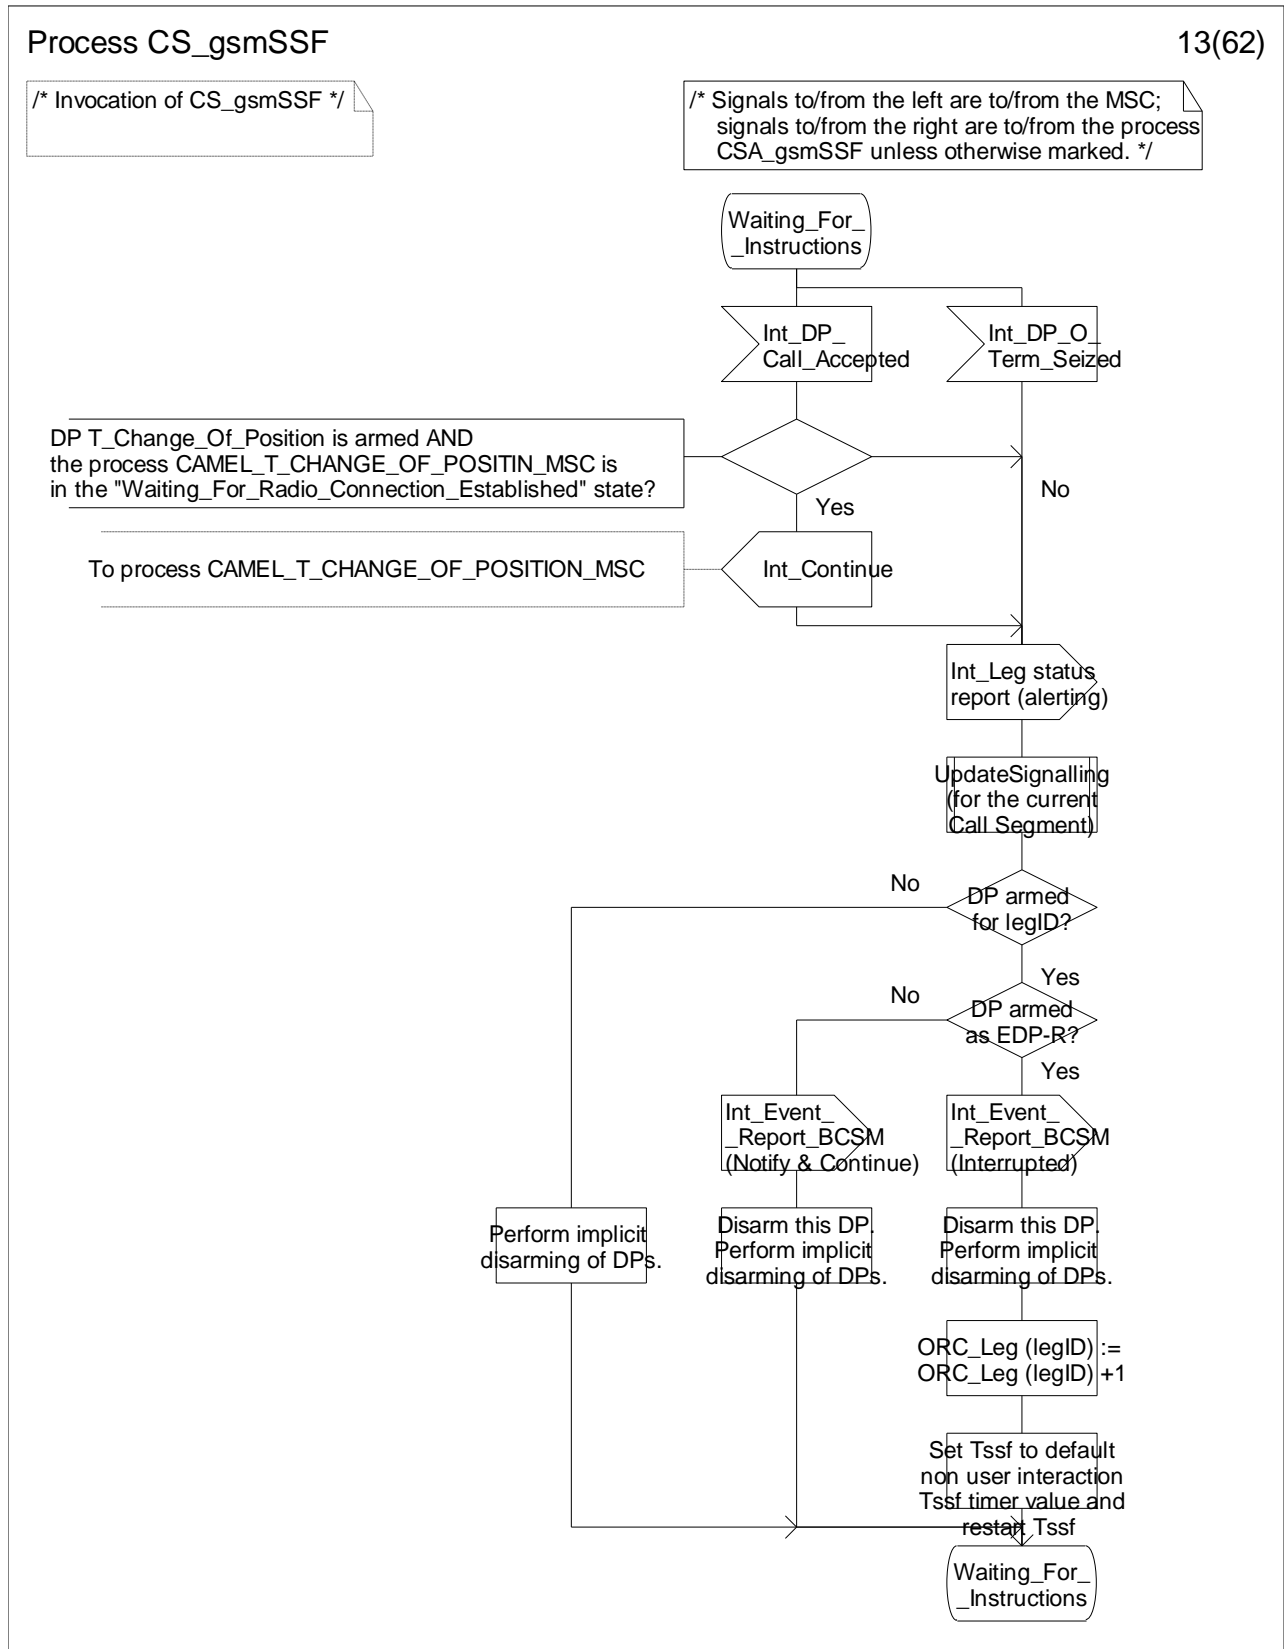 Process CS_gsmSSF
13(62)
/* Invocation of CS_gsmSSF */
/* Signals to/from the left are to/from the MSC;
signals to/from the right are to/from the process
CSA_gsmSSF unless otherwise marked. */
Waiting_For_
_Instructions
Int_DP_
Call_Accepted
Int_DP_O_
Term_Seized
DP T_Change_Of_Position is armed AND
the process CAMEL_T_CHANGE_OF_POSITIN_MSC is
in the "Waiting_For_Radio_Connection_Established" state?
No
Yes
To process CAMEL_T_CHANGE_OF_POSITION_MSC
Int_Continue
Int_Leg status
report (alerting)
UpdateSignalling
(for the current
Call Segment)
No
DP armed
for legID?
Yes
No
DP armed
as EDP-R?
Yes
Int_Event_
_Report_BCSM
(Notify & Continue)
Int_Event_
_Report_BCSM
(Interrupted)
Perform implicit
disarming of DPs.
Disarm this DP.
Perform implicit
disarming of DPs.
Disarm this DP.
Perform implicit
disarming of DPs.
ORC_Leg (legID) :=
ORC_Leg (legID) +1
Set Tssf to default
non user interaction
Tssf timer value and
restart Tssf
Waiting_For_
_Instructions